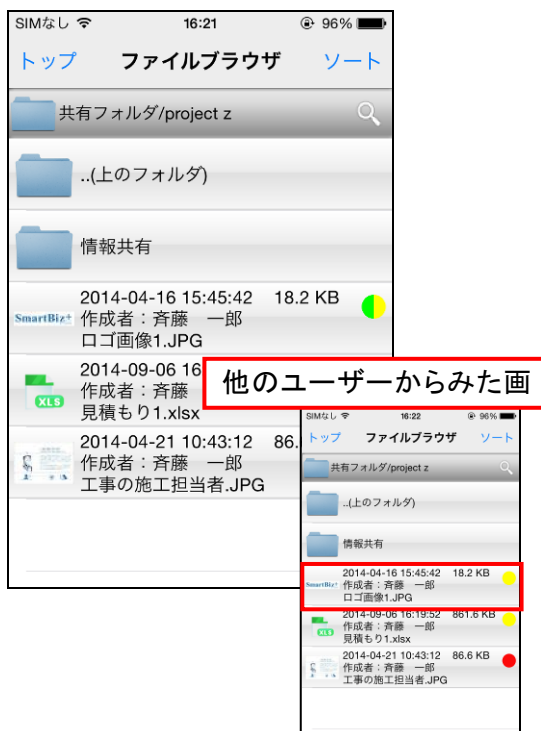 SIMなし 16:21 96%
トップ ファイルブラウザ ソート
共有フォルダ/project z
..(上のフォルダ)
情報共有
2014-04-16 15:45:42 18.2 KB
SmartBiz+ 作成者：斉藤　一郎
ロゴ画像1.JPG
2014-09-06 16
XLS 作成者：斉藤
見積もり1.xlsx
2014-04-21 10:43:12 86.
作成者：斉藤　一郎
工事の施工担当者.JPG
他のユーザーからみた画
SIMなし 16:22 96%
トップ ファイルブラウザ ソート
共有フォルダ/project z
..(上のフォルダ)
情報共有
2014-04-16 15:45:42 18.2 KB
SmartBiz+ 作成者：斉藤　一郎
ロゴ画像1.JPG
2014-09-06 16:19:52 861.6 KB
XLS 作成者：斉藤　一郎
見積もり1.xlsx
2014-04-21 10:43:12 86.6 KB
作成者：斉藤　一郎
工事の施工担当者.JPG